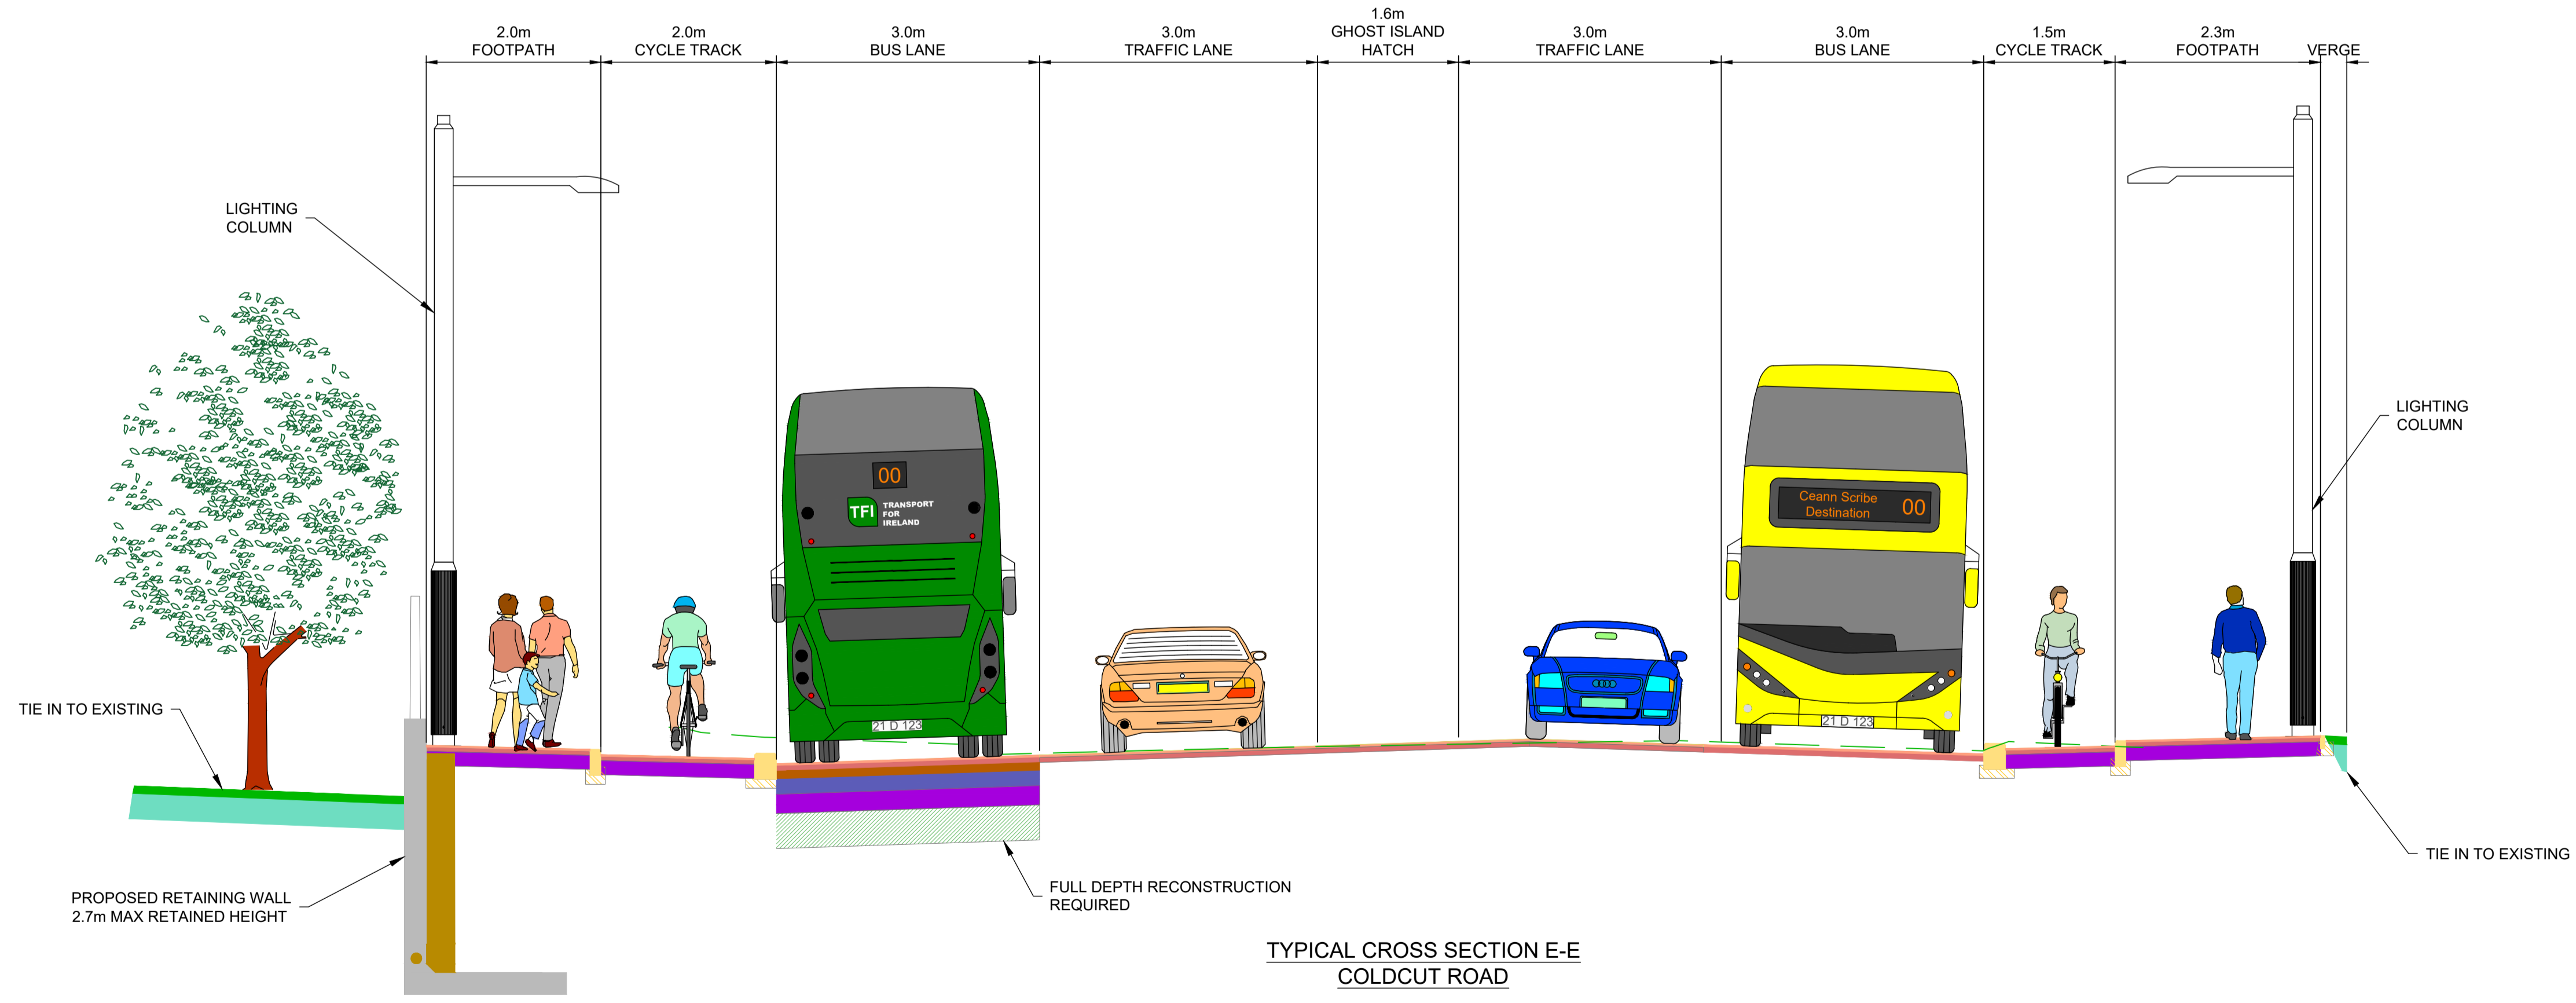 2.0m
FOOTPATH
2.0m
CYCLE TRACK
3.0m
BUS LANE
3.0m
TRAFFIC LANE
1.6m
GHOST ISLAND
HATCH
3.0m
TRAFFIC LANE
3.0m
BUS LANE
1.5m
CYCLE TRACK
2.3m
FOOTPATH
VERGE
LIGHTING
COLUMN
LIGHTING
COLUMN
00
TFI
TRANSPORT
FOR
IRELAND
21 D 123
Ceann Scribe
Destination
00
21 D 123
TIE IN TO EXISTING
TIE IN TO EXISTING
PROPOSED RETAINING WALL
2.7m MAX RETAINED HEIGHT
FULL DEPTH RECONSTRUCTION
REQUIRED
TYPICAL CROSS SECTION E-E
COLDCUT ROAD